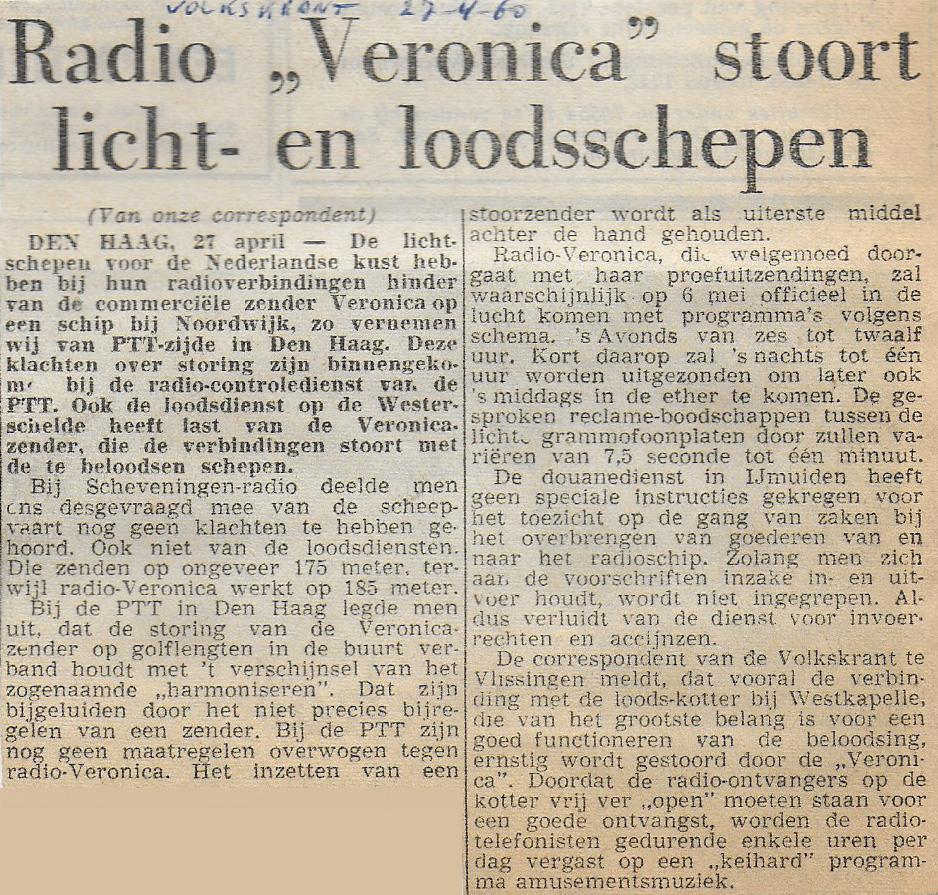 VOLKSKRANT 27-4-60
Radio „Veronica” stoort
licht- en loodsschepen
(Van onze correspondent)
DEN HAAG, 27 april — De licht-
schepen voor de Nederlandse kust heb-
ben bij hun radioverbindingen hinder
van de commerciële zender Veronica op
een schip bij Noordwijk, zo vernemen
wij van PTT-zijde in Den Haag. Deze
klachten over storing zijn binnengeko-
bij de radio-controledienst van de
PTT. Ook de loodsdienst op de Wester-
schelde heeft last van de Veronica-
zender, die de verbindingen stoort met
de te beloodsen schepen.
Bij Scheveningen-radio deelde men
ons desgevraagd mee van de scheep-
vaart nog geen klachten te hebben ge-
hoord. Ook niet van de loodsdiensten.
Die zenden op ongeveer 175 meter, ter-
wijl radio-Veronica werkt op 185 meter.
Bij de PTT in Den Haag legde men
uit, dat de storing van de Veronica-
zender op golflengten in de buurt ver-
band houdt met 't verschijnsel van het
zogenaamde „harmoniseren”. Dat zijn
bijgeluiden door het niet precies bijre-
gelen van een zender. Bij de PTT zijn
nog geen maatregelen overwogen tegen
radio-Veronica. Het inzetten van een
stoorzender wordt als uiterste middel
achter de hand gehouden.
Radio-Veronica, die welgemoed door-
gaat met haar proefuitzendingen, zal
waarschijnlijk op 6 mei officieel in de
lucht komen met programma's volgens
schema. 's Avonds van zes tot twaalf
uur. Kort daarop zal 's nachts tot één
uur worden uitgezonden om later ook
's middags in de ether te komen. De ge-
sproken reclame-boodschappen tussen de
lichte grammofoonplaten door zullen va-
riëren van 7,5 seconde tot één minuut.
De douanedienst in IJmuiden heeft
geen speciale instructies gekregen voor
het toezicht op de gang van zaken bij
het overbrengen van goederen van en
naar het radioschip. Zolang men zich
aan de voorschriften inzake in- en uit-
voer houdt, wordt niet ingegrepen. Al-
dus verluidt van de dienst voor invoer-
rechten en accijnzen.
De correspondent van de Volkskrant te
Vlissingen meldt, dat vooral de verbin-
ding met de loods-kotter bij Westkapelle,
die van het grootste belang is voor een
goed functioneren van de beloodsing,
ernstig wordt gestoord door de „Veroni-
ca”. Doordat de radio-ontvangers op de
kotter vrij ver „open” moeten staan voor
een goede ontvangst, worden de radio-
telefonisten gedurende enkele uren per
dag vergast op een „keihard” program-
ma amusementsmuziek.